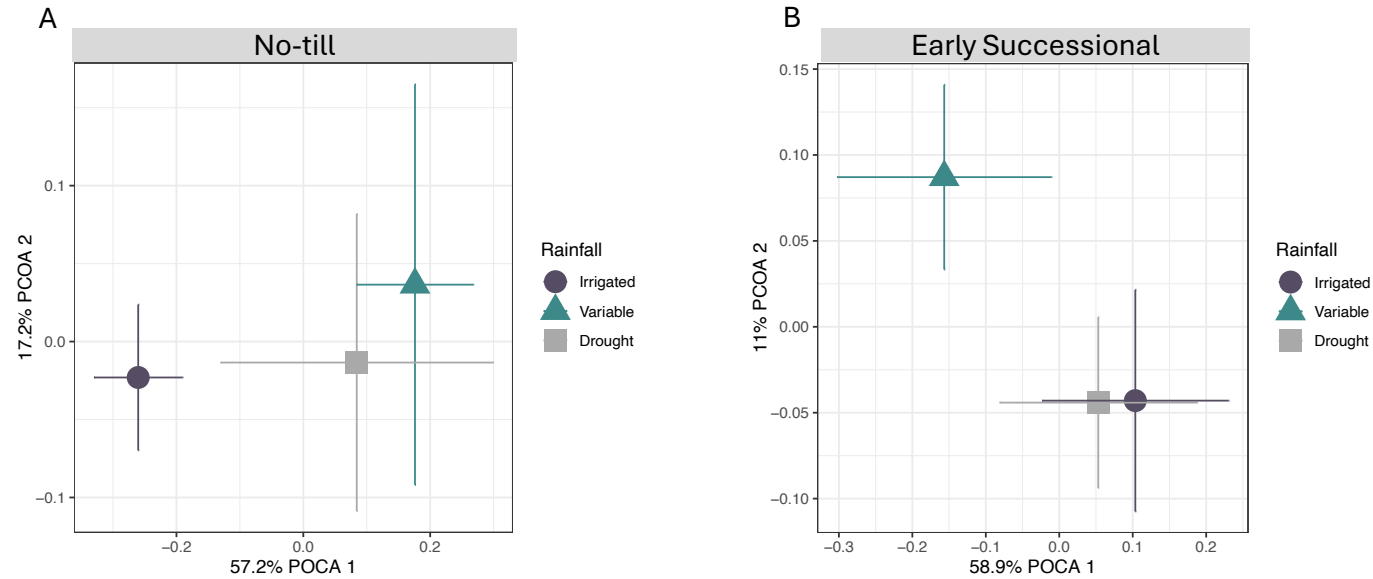 A
No-till
0.1
0.0
−0.1
17.2% PCOA 2
−0.2
0.0
0.2
57.2% POCA 1
Rainfall
Irrigated
Variable
Drought
B
Early Successional
0.15
0.10
0.05
0.00
−0.05
−0.10
11% PCOA 2
−0.3
−0.2
−0.1
0.0
0.1
0.2
58.9% POCA 1
Rainfall
Irrigated
Variable
Drought